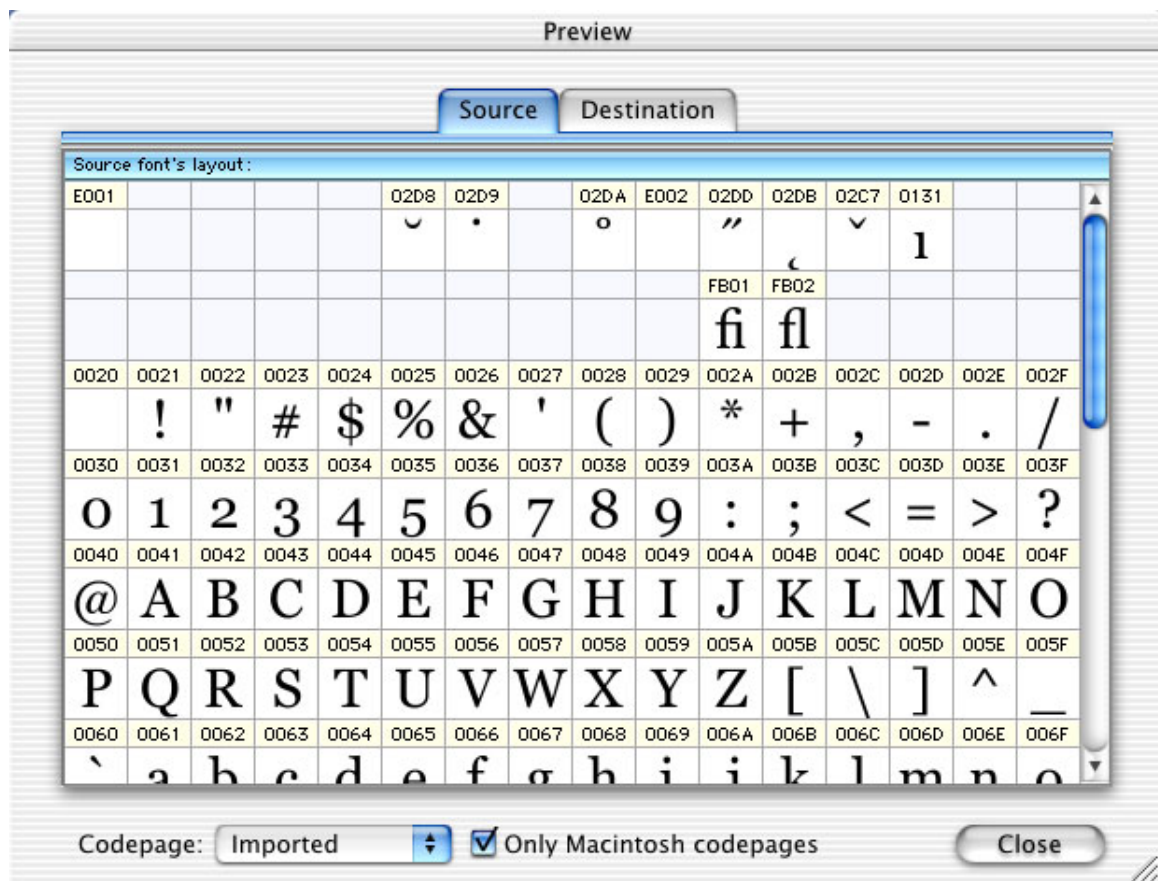 Preview
Source Destination
Source font's layout:
E001 02D8 02D9 02DA E002 02DD 02DB 02C7 0131
˘ ˙ ˚ ˝ ˛ ˇ ı
FB01 FB02
ﬁ ﬂ
0020 0021 0022 0023 0024 0025 0026 0027 0028 0029 002A 002B 002C 002D 002E 002F
! " # $ % & ' ( ) * + , - . /
0030 0031 0032 0033 0034 0035 0036 0037 0038 0039 003A 003B 003C 003D 003E 003F
0 1 2 3 4 5 6 7 8 9 : ; < = > ?
0040 0041 0042 0043 0044 0045 0046 0047 0048 0049 004A 004B 004C 004D 004E 004F
@ A B C D E F G H I J K L M N O
0050 0051 0052 0053 0054 0055 0056 0057 0058 0059 005A 005B 005C 005D 005E 005F
P Q R S T U V W X Y Z [ \ ] ^ _
0060 0061 0062 0063 0064 0065 0066 0067 0068 0069 006A 006B 006C 006D 006E 006F
` a b c d e f g h i j k l m n o
Codepage: Imported Only Macintosh codepages Close